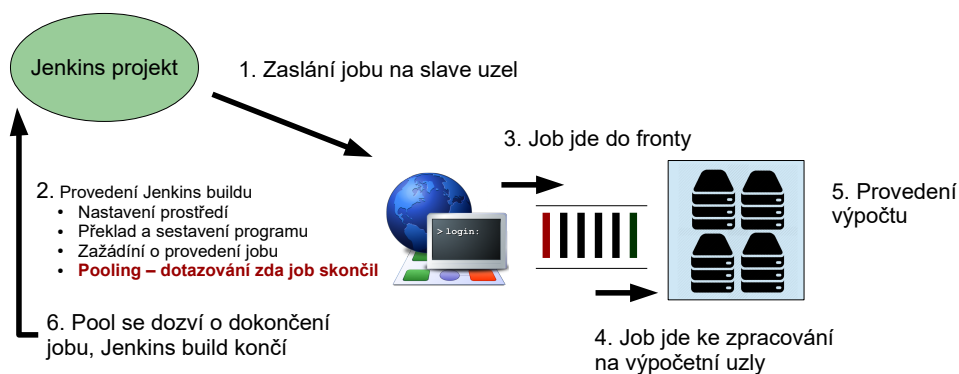 Jenkins projekt
1. Zaslání jobu na slave uzel
2. Provedení Jenkins buildu
• Nastavení prostředí
• Překlad a sestavení programu
• Zažádíní o provedení jobu
• Pooling – dotazování zda job skončil
3. Job jde do fronty
> login:
5. Provedení
výpočtu
4. Job jde ke zpracování
na výpočetní uzly
6. Pool se dozví o dokončení
jobu, Jenkins build končí